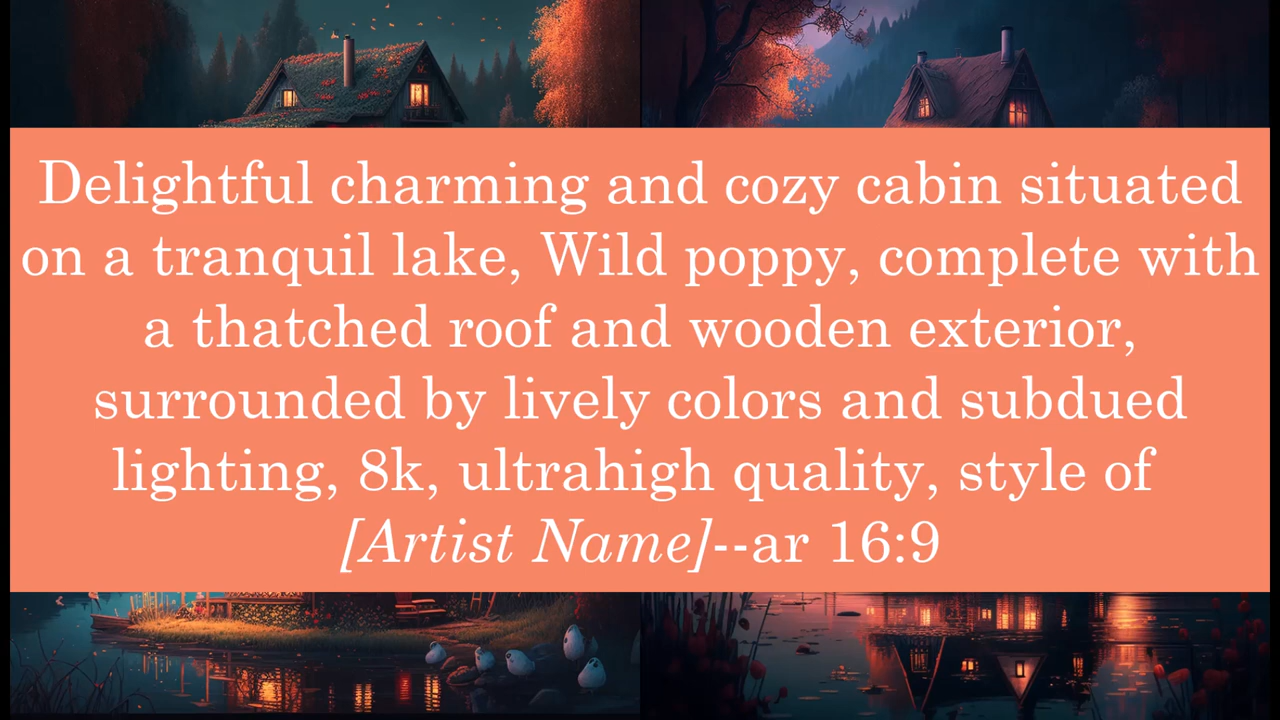 Delightful charming and cozy cabin situated
on a tranquil lake, Wild poppy, complete with
a thatched roof and wooden exterior,
surrounded by lively colors and subdued
lighting, 8k, ultrahigh quality, style of
[Artist Name]--ar 16:9